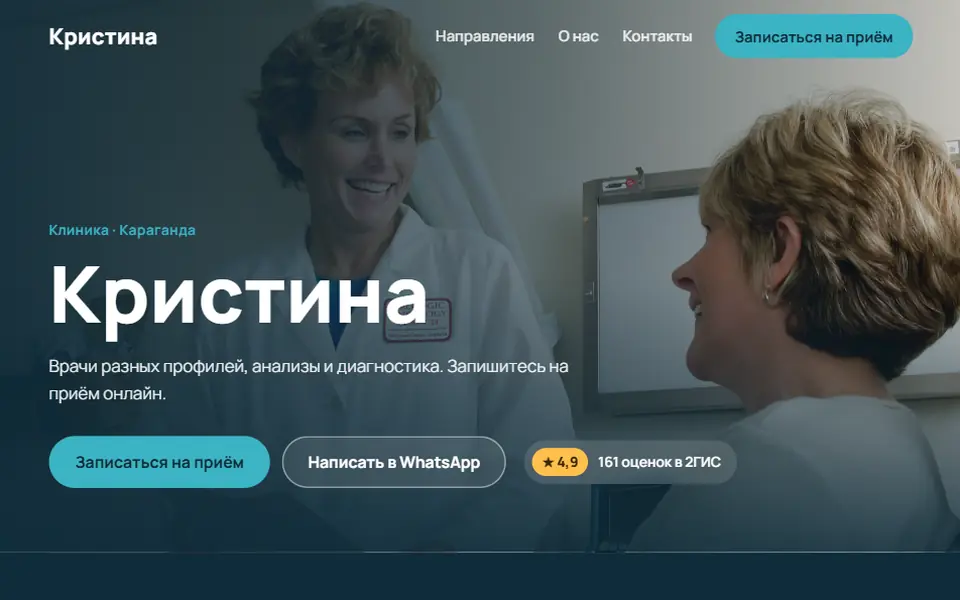 Кристина
Направления
О нас
Контакты
Записаться на приём
Клиника · Караганда
Кристина
Врачи разных профилей, анализы и диагностика. Запишитесь на
приём онлайн.
Записаться на приём
Написать в WhatsApp
★ 4,9
161 оценок в 2ГИС